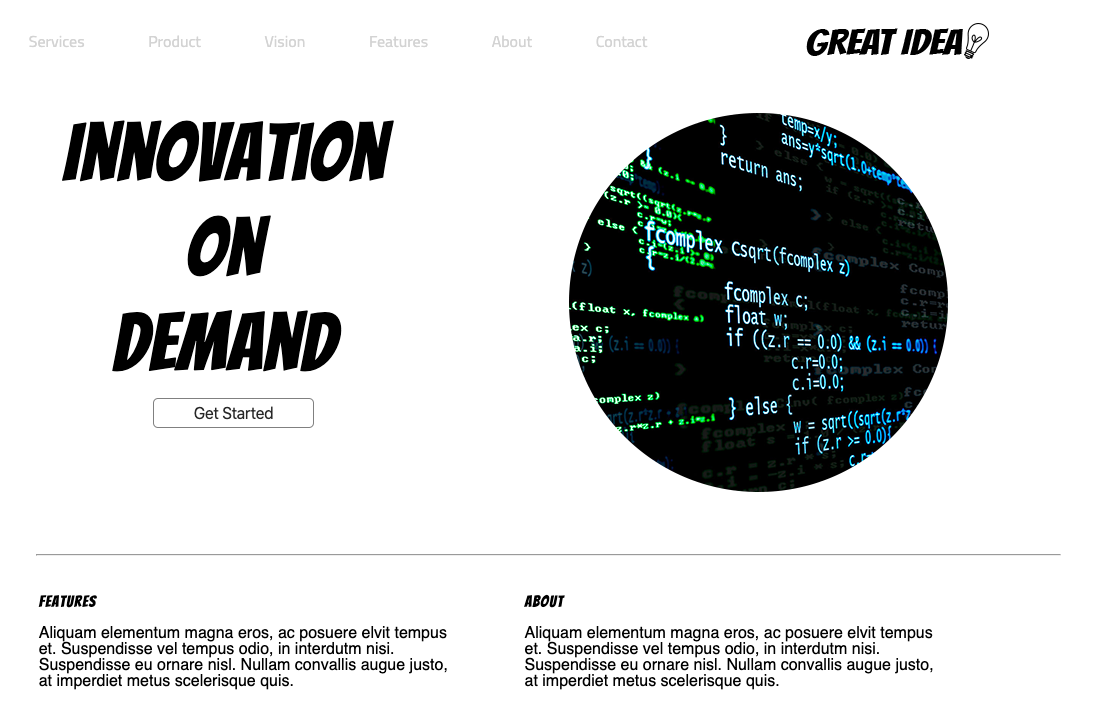 Services Product Vision Features About Contact GREAT IDEA
INNOVATION
ON
DEMAND
Get Started
temp=x/y;
}
return ans;
fcomplex Csqrt(fcomplex z)
{
fcomplex c;
float w;
if ((z.r == 0.0) && (z.i == 0.0)) {
c.r=0.0;
c.i=0.0;
} else {
w = sqrt((sqrt(z.r*z
if (z.r >= 0.0){
FEATURES
Aliquam elementum magna eros, ac posuere elvit tempus
et. Suspendisse vel tempus odio, in interdutm nisi.
Suspendisse eu ornare nisl. Nullam convallis augue justo,
at imperdiet metus scelerisque quis.
ABOUT
Aliquam elementum magna eros, ac posuere elvit tempus
et. Suspendisse vel tempus odio, in interdutm nisi.
Suspendisse eu ornare nisl. Nullam convallis augue justo,
at imperdiet metus scelerisque quis.